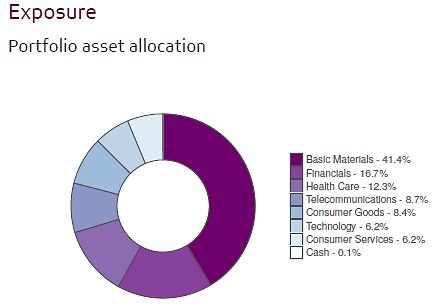 Exposure
Portfolio asset allocation
Basic Materials - 41.4%
Financials - 16.7%
Health Care - 12.3%
Telecommunications - 8.7%
Consumer Goods - 8.4%
Technology - 6.2%
Consumer Services - 6.2%
Cash - 0.1%